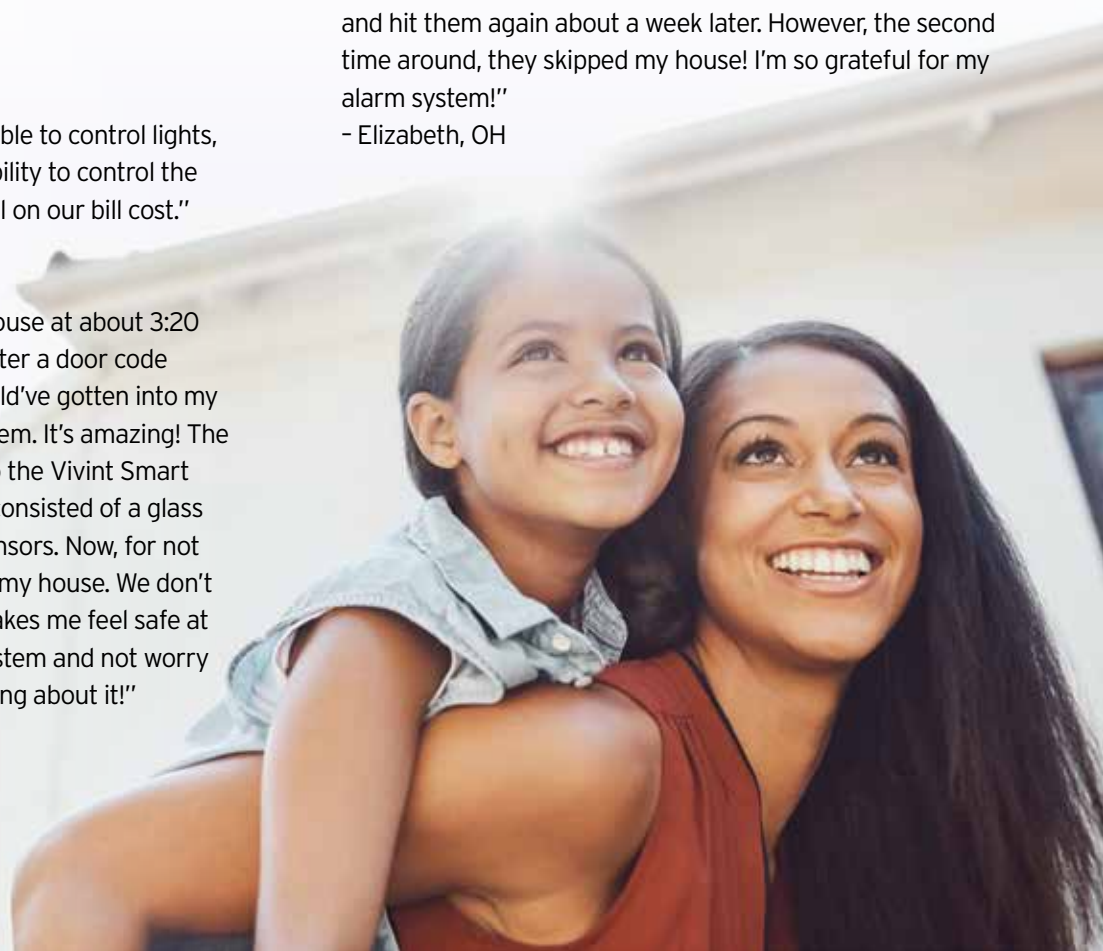 ble to control lights,
bility to control the
l on our bill cost."
ouse at about 3:20
ter a door code
ld've gotten into my
em. It's amazing! The
o the Vivint Smart
onsisted of a glass
nsors. Now, for not
my house. We don't
akes me feel safe at
stem and not worry
ng about it!"
and hit them again about a week later. However, the second
time around, they skipped my house! I'm so grateful for my
alarm system!"
– Elizabeth, OH